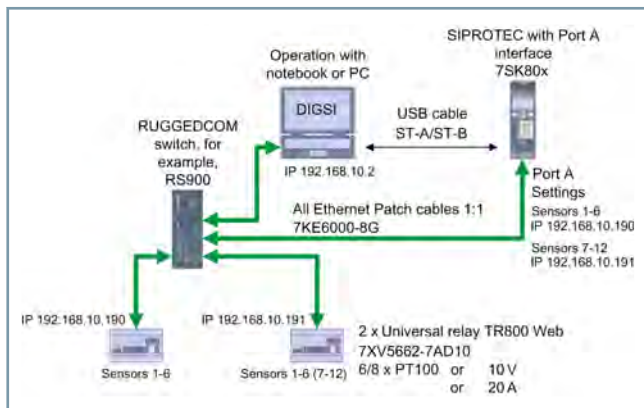 Operation with
notebook or PC
DIGSI
IP 192.168.10.2
SIPROTEC with Port A
interface
7SK80x
USB cable
ST-A/ST-B
RUGGEDCOM
switch, for
example,
RS900
Port A
Settings
Sensors 1-6
IP 192.168.10.190
Sensors 7-12
IP 192.168.10.191
All Ethernet Patch cables 1:1
7KE6000-8G
IP 192.168.10.190
Sensors 1-6
IP 192.168.10.191
Sensors 1-6 (7-12)
2 x Universal relay TR800 Web
7XV5662-7AD10
6/8 x PT100 or 10 V
or 20 A